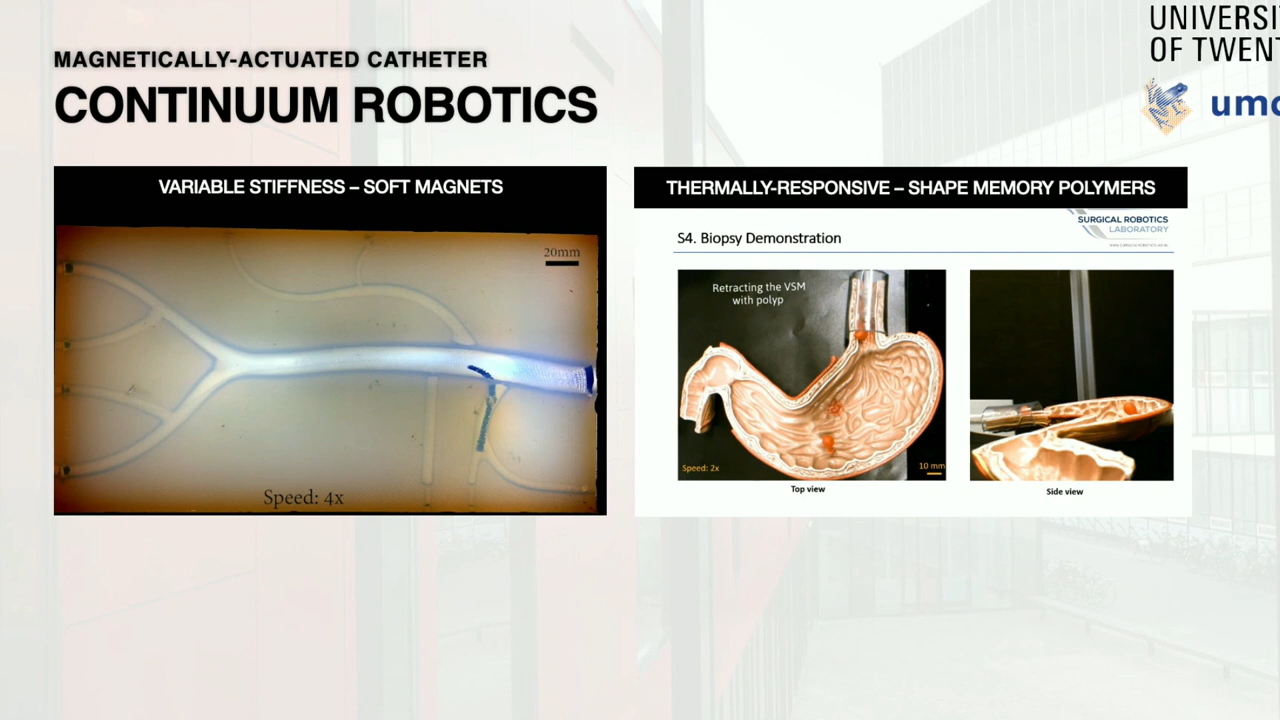 MAGNETICALLY-ACTUATED CATHETER
CONTINUUM ROBOTICS
UNIVERSI
OF TWENT
umc
VARIABLE STIFFNESS – SOFT MAGNETS
20mm
Speed: 4x
THERMALLY-RESPONSIVE – SHAPE MEMORY POLYMERS
SURGICAL ROBOTICS
LABORATORY
S4. Biopsy Demonstration
Retracting the VSM
with polyp
Speed: 2x
10 mm
Top view
Side view